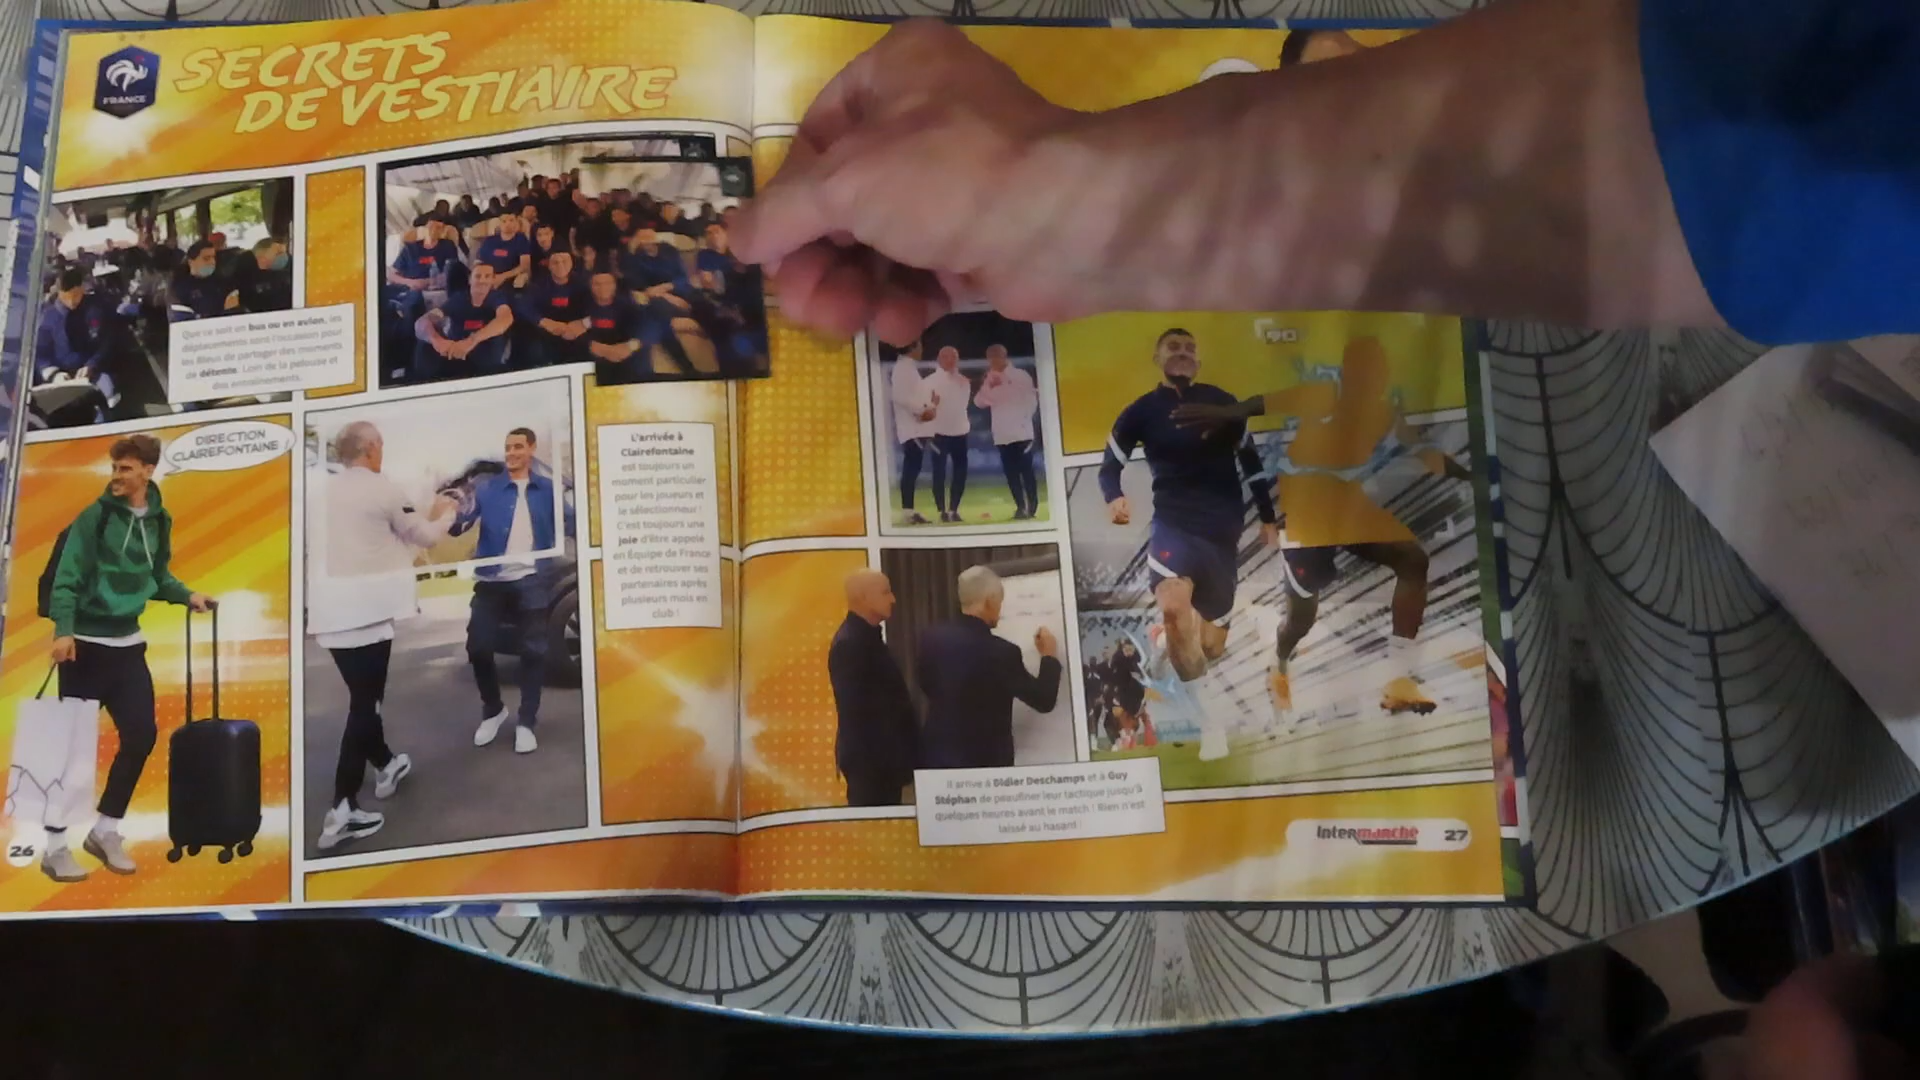 FRANCE
SECRETS
DE VESTIAIRE
Que ce soit en bus ou en avion, les
déplacements sont l'occasion pour
les Bleus de partager des moments
de détente. Loin de la pelouse et
des entraînements.
DIRECTION
CLAIREFONTAINE !
L'arrivée à
Clairefontaine
est toujours un
moment particulier
pour les joueurs et
le sélectionneur !
C'est toujours une
joie d'être appelé
en Équipe de France
et de retrouver ses
partenaires après
plusieurs mois en
club !
26
90
Il arrive à Didier Deschamps et à Guy
Stéphan de peaufiner leur tactique jusqu'à
quelques heures avant le match ! Rien n'est
laissé au hasard !
Intermarché
27